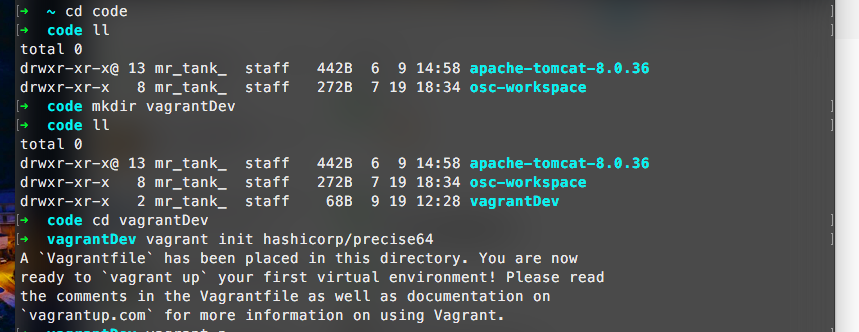 [➜  ~ cd code ]
[➜  code ll ]
total 0
drwxr-xr-x@ 13 mr_tank_  staff   442B  6  9 14:58 apache-tomcat-8.0.36
drwxr-xr-x   8 mr_tank_  staff   272B  7 19 18:34 osc-workspace
[➜  code mkdir vagrantDev ]
[➜  code ll ]
total 0
drwxr-xr-x@ 13 mr_tank_  staff   442B  6  9 14:58 apache-tomcat-8.0.36
drwxr-xr-x   8 mr_tank_  staff   272B  7 19 18:34 osc-workspace
drwxr-xr-x   2 mr_tank_  staff    68B  9 19 12:28 vagrantDev
[➜  code cd vagrantDev ]
[➜  vagrantDev vagrant init hashicorp/precise64 ]
A `Vagrantfile` has been placed in this directory. You are now
ready to `vagrant up` your first virtual environment! Please read
the comments in the Vagrantfile as well as documentation on
`vagrantup.com` for more information on using Vagrant.